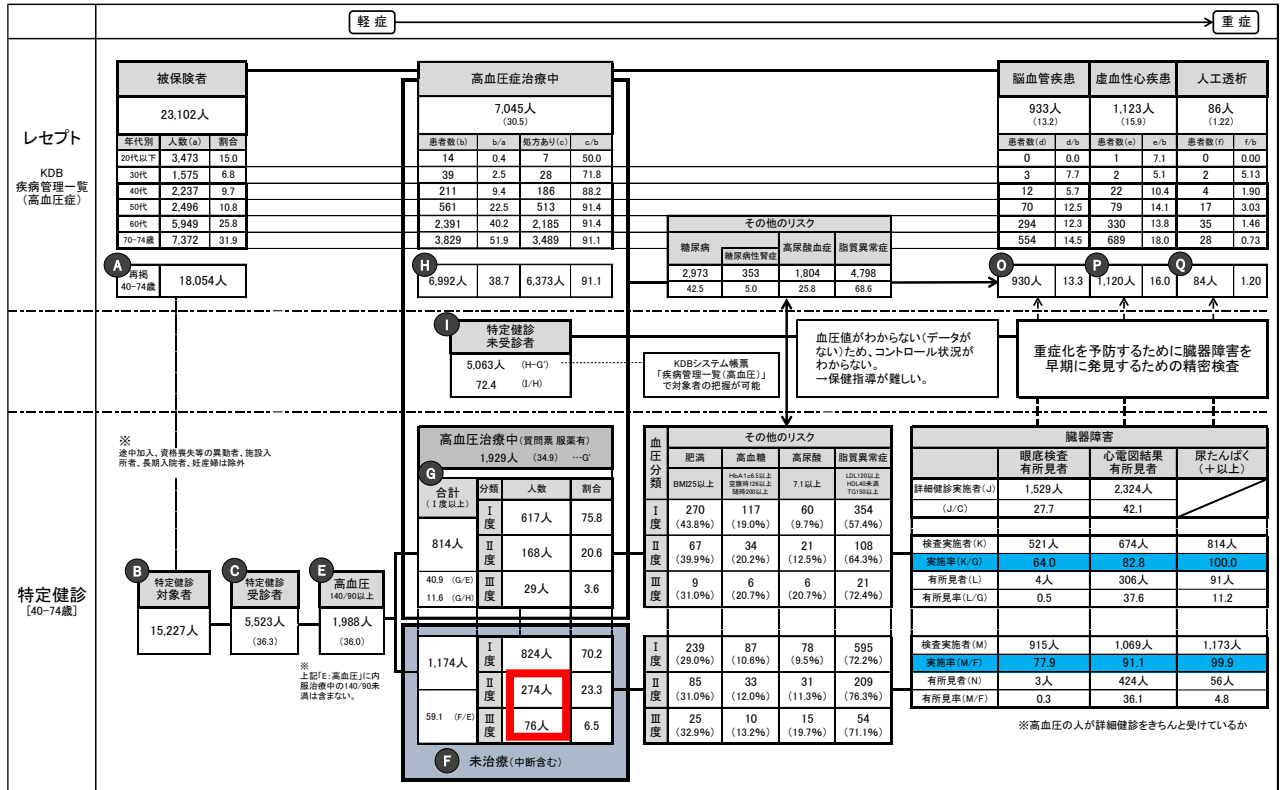 軽症
重症
レセプト
KDB
疾病管理一覧
(高血圧症)
被保険者
23,102人
年代別 人数(a) 割合
20代以下 3,473 15.0
30代 1,575 6.8
40代 2,237 9.7
50代 2,496 10.8
60代 5,949 25.8
70-74歳 7,372 31.9
A
再掲
40-74歳
18,054人
高血圧症治療中
7,045人
(30.5)
患者数(b) b/a 処方あり(c) c/b
14 0.4 7 50.0
39 2.5 28 71.8
211 9.4 186 88.2
561 22.5 513 91.4
2,391 40.2 2,185 91.4
3,829 51.9 3,489 91.1
H
6,992人 38.7 6,373人 91.1
その他のリスク
糖尿病 糖尿病性腎症 高尿酸血症 脂質異常症
2,973 353 1,804 4,798
42.5 5.0 25.8 68.6
脳血管疾患 虚血性心疾患 人工透析
933人 1,123人 86人
(13.2) (15.9) (1.22)
患者数(d) d/b 患者数(e) e/b 患者数(f) f/b
0 0.0 1 7.1 0 0.00
3 7.7 2 5.1 2 5.13
12 5.7 22 10.4 4 1.90
70 12.5 79 14.1 17 3.03
294 12.3 330 13.8 35 1.46
554 14.5 689 18.0 28 0.73
O P Q
930人 13.3 1,120人 16.0 84人 1.20
I
特定健診
未受診者
5,063人 (H-G')
72.4 (I/H)
KDBシステム帳票
「疾病管理一覧(高血圧)」
で対象者の把握が可能
血圧値がわからない(データが
ない)ため、コントロール状況が
わからない。
→保健指導が難しい。
重症化を予防するために臓器障害を
早期に発見するための精密検査
特定健診
[40-74歳]
※
途中加入、資格喪失等の異動者、施設入
所者、長期入院者、妊産婦は除外
B
特定健診
対象者
15,227人
C
特定健診
受診者
5,523人
(36.3)
E
高血圧
140/90以上
1,988人
(36.0)
※
上記「E:高血圧」に内
服治療中の140/90未
満は含まない。
高血圧治療中(質問票 服薬有)
1,929人 (34.9) …G'
G
合計
(Ⅰ度以上)
分類 人数 割合
814人
40.9 (G/E)
11.6 (G/H)
Ⅰ度 617人 75.8
Ⅱ度 168人 20.6
Ⅲ度 29人 3.6
1,174人
59.1 (F/E)
Ⅰ度 824人 70.2
Ⅱ度 274人 23.3
Ⅲ度 76人 6.5
F 未治療(中断含む)
血圧分類
その他のリスク
肥満 高血糖 高尿酸 脂質異常症
BMI25以上
HbA1c6.5以上
空腹時126以上
随時200以上
7.1以上
LDL120以上
HDL40未満
TG150以上
Ⅰ度 270 117 60 354
(43.8%) (19.0%) (9.7%) (57.4%)
Ⅱ度 67 34 21 108
(39.9%) (20.2%) (12.5%) (64.3%)
Ⅲ度 9 6 6 21
(31.0%) (20.7%) (20.7%) (72.4%)
Ⅰ度 239 87 78 595
(29.0%) (10.6%) (9.5%) (72.2%)
Ⅱ度 85 33 31 209
(31.0%) (12.0%) (11.3%) (76.3%)
Ⅲ度 25 10 15 54
(32.9%) (13.2%) (19.7%) (71.1%)
臓器障害
眼底検査
有所見者
心電図結果
有所見者
尿たんぱく
(+以上)
詳細健診実施者(J) 1,529人 2,324人
(J/C) 27.7 42.1
検査実施者(K) 521人 674人 814人
実施率(K/G) 64.0 82.8 100.0
有所見者(L) 4人 306人 91人
有所見率(L/G) 0.5 37.6 11.2
検査実施者(M) 915人 1,069人 1,173人
実施率(M/F) 77.9 91.1 99.9
有所見者(N) 3人 424人 56人
有所見率(M/F) 0.3 36.1 4.8
※高血圧の人が詳細健診をきちんと受けているか